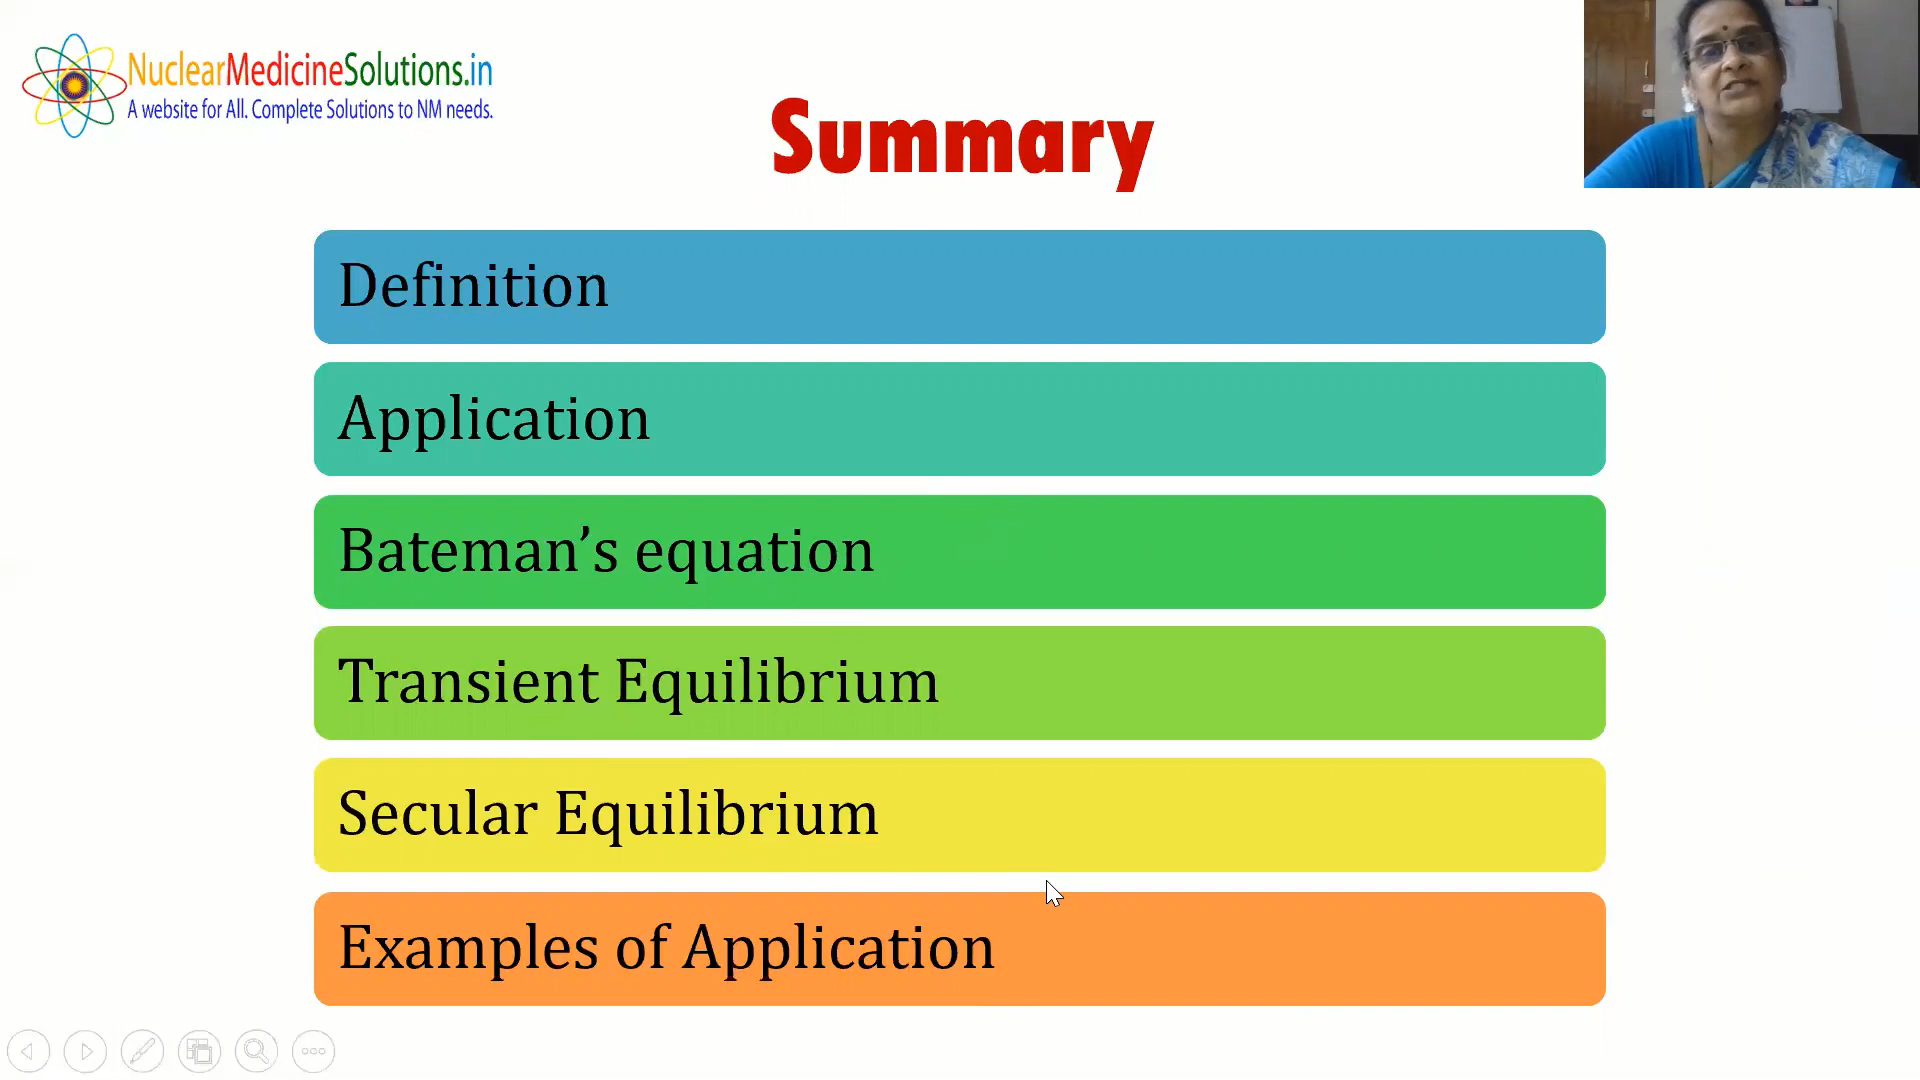 NuclearMedicineSolutions.in
A website for All. Complete Solutions to NM needs.
Summary
Definition
Application
Bateman’s equation
Transient Equilibrium
Secular Equilibrium
Examples of Application